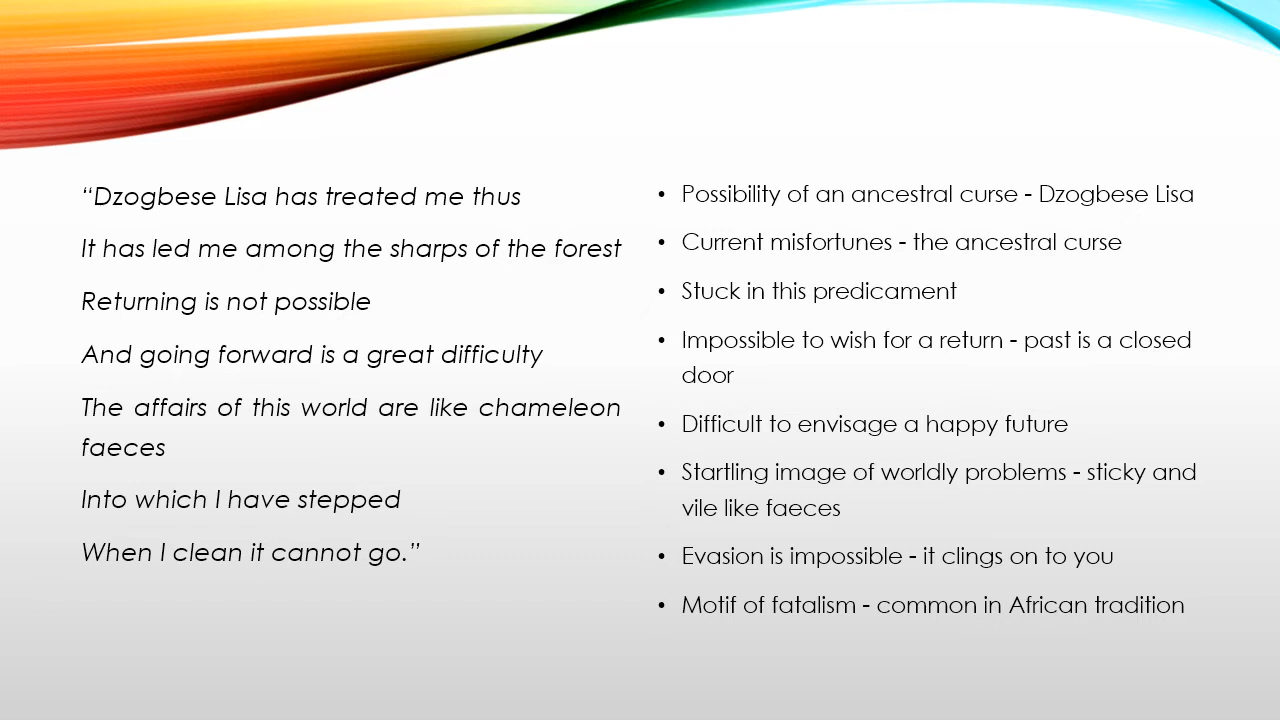 “Dzogbese Lisa has treated me thus
It has led me among the sharps of the forest
Returning is not possible
And going forward is a great difficulty
The affairs of this world are like chameleon
faeces
Into which I have stepped
When I clean it cannot go.”
• Possibility of an ancestral curse - Dzogbese Lisa
• Current misfortunes - the ancestral curse
• Stuck in this predicament
• Impossible to wish for a return - past is a closed
door
• Difficult to envisage a happy future
• Startling image of worldly problems - sticky and
vile like faeces
• Evasion is impossible - it clings on to you
• Motif of fatalism - common in African tradition